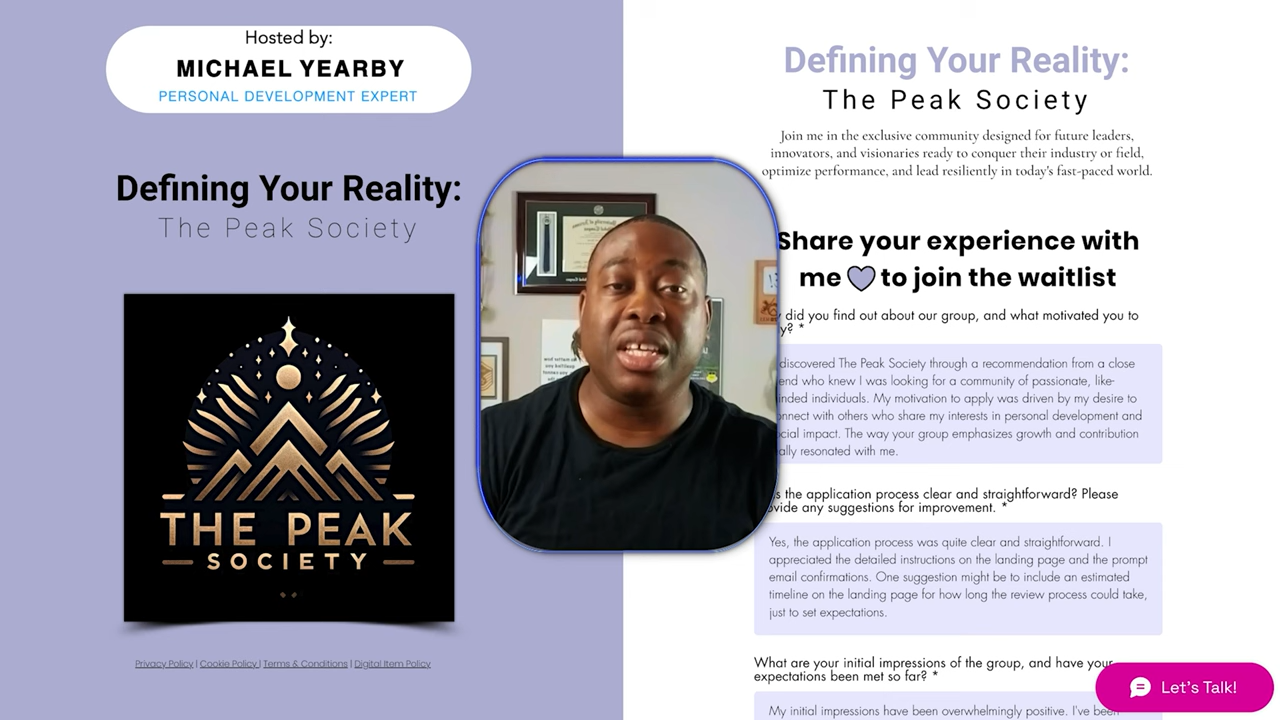 Hosted by:
MICHAEL YEARBY
PERSONAL DEVELOPMENT EXPERT
Defining Your Reality:
The Peak Society
THE PEAK
SOCIETY
Privacy Policy | Cookie Policy | Terms & Conditions | Digital Item Policy
Defining Your Reality:
The Peak Society
Join me in the exclusive community designed for future leaders,
innovators, and visionaries ready to conquer their industry or field,
optimize performance, and lead resiliently in today's fast-paced world.
Share your experience with
me 💜 to join the waitlist
did you find out about our group, and what motivated you to
? *
discovered The Peak Society through a recommendation from a close
who knew I was looking for a community of passionate, like-
individuals. My motivation to apply was driven by my desire to
with others who share my interests in personal development and
impact. The way your group emphasizes growth and contribution
resonated with me.
the application process clear and straightforward? Please
any suggestions for improvement. *
Yes, the application process was quite clear and straightforward. I
appreciated the detailed instructions on the landing page and the prompt
email confirmations. One suggestion might be to include an estimated
timeline on the landing page for how long the review process could take,
just to set expectations.
What are your initial impressions of the group, and have your
expectations been met so far? *
My initial impressions have been overwhelmingly positive. I've been
Let's Talk!